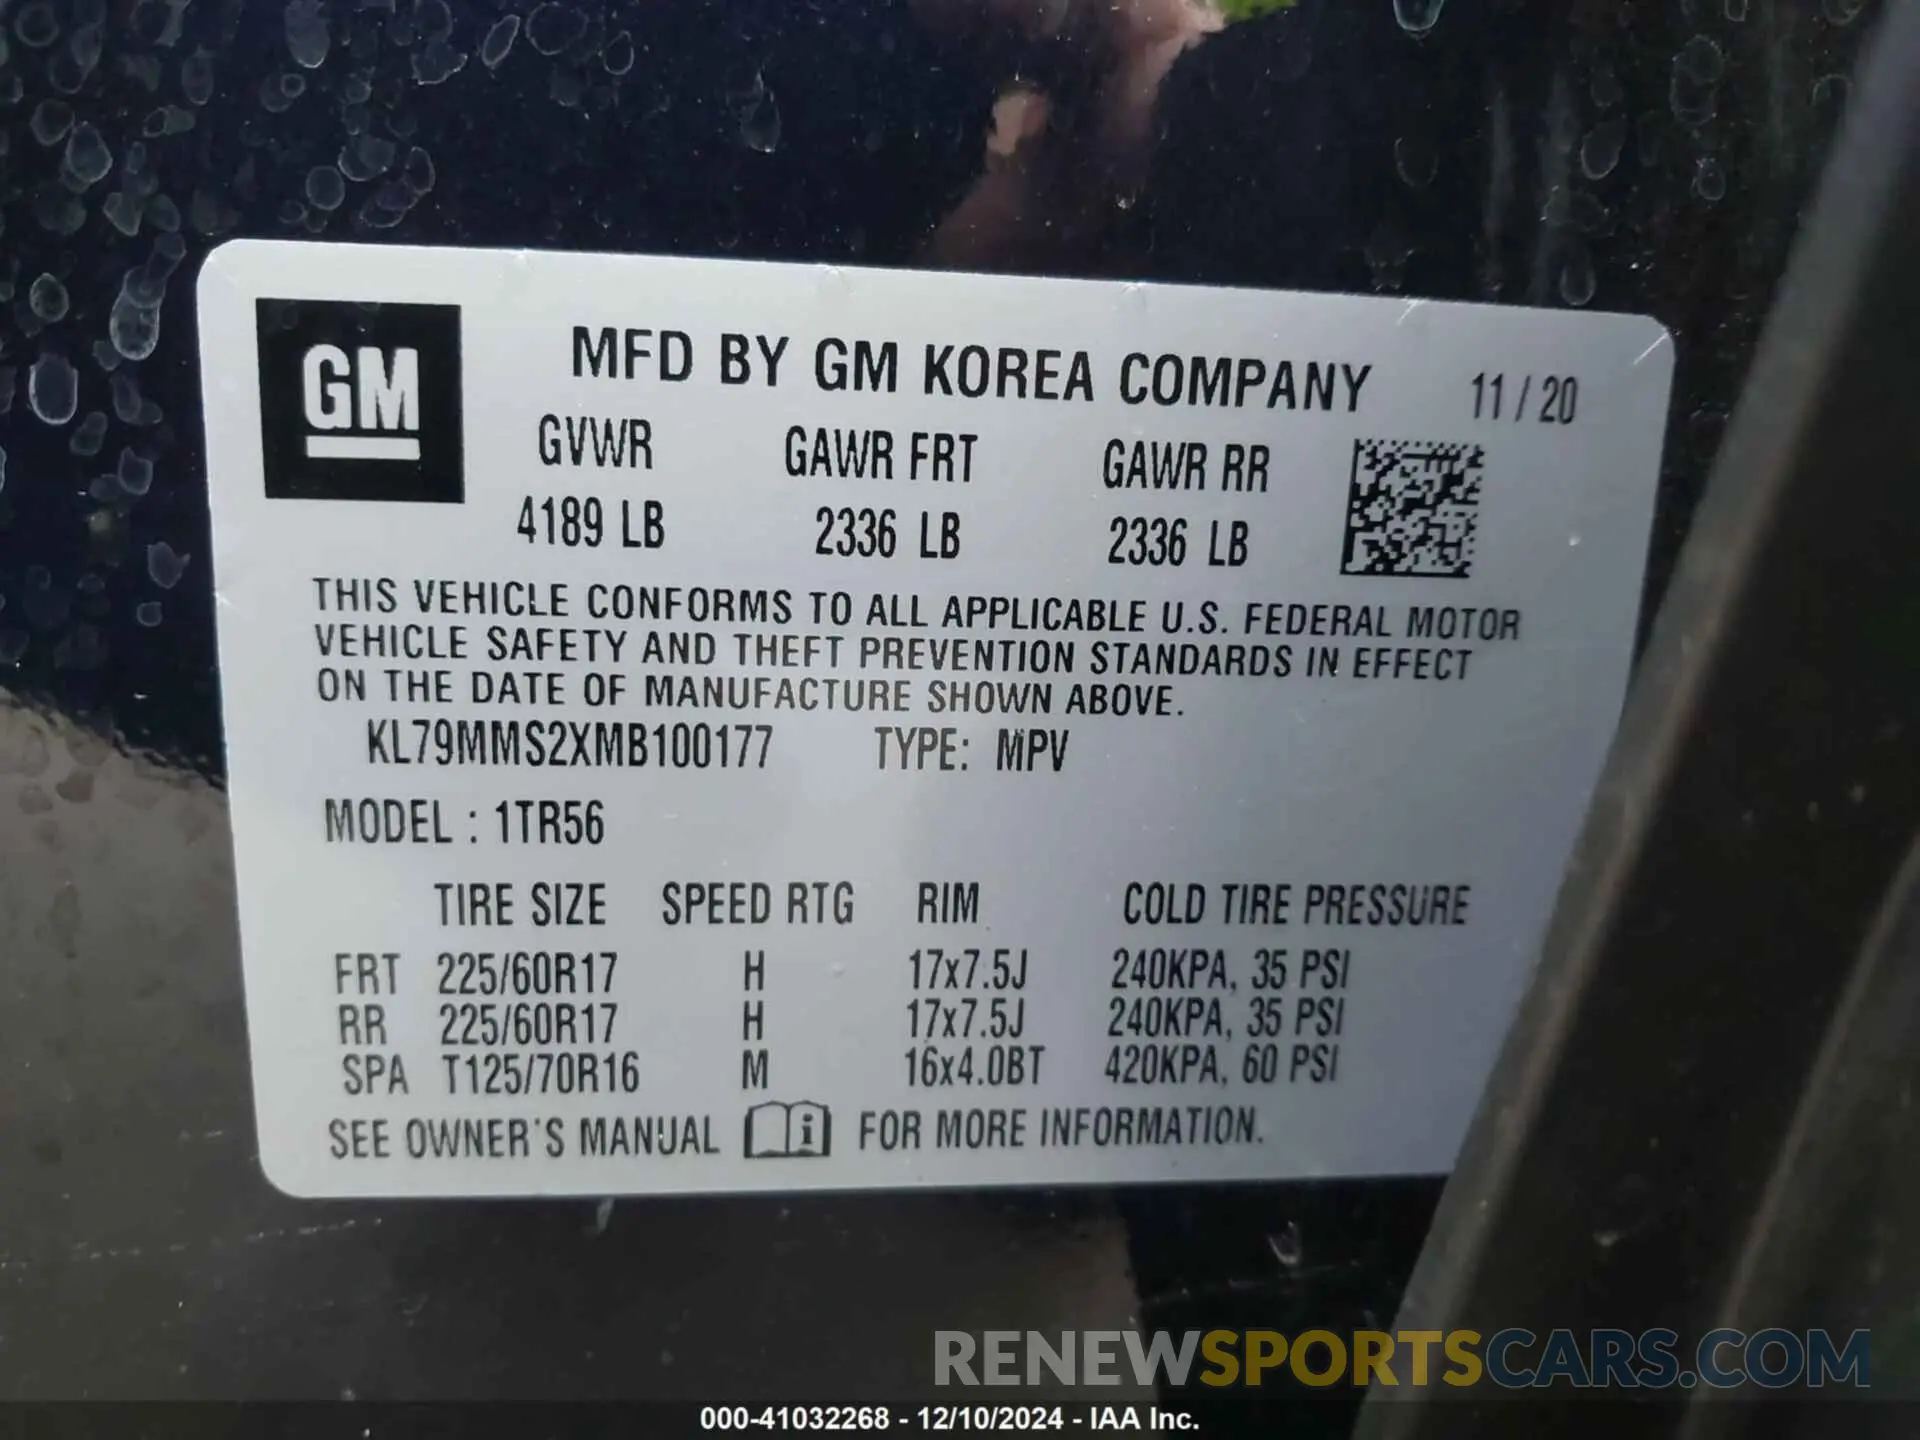 GM
MFD BY GM KOREA COMPANY 11 / 20
GVWR GAWR FRT GAWR RR
4189 LB 2336 LB 2336 LB
THIS VEHICLE CONFORMS TO ALL APPLICABLE U.S. FEDERAL MOTOR
VEHICLE SAFETY AND THEFT PREVENTION STANDARDS IN EFFECT
ON THE DATE OF MANUFACTURE SHOWN ABOVE.
KL79MMS2XMB100177 TYPE: MPV
MODEL : 1TR56
TIRE SIZE SPEED RTG RIM COLD TIRE PRESSURE
FRT 225/60R17 H 17x7.5J 240KPA, 35 PSI
RR 225/60R17 H 17x7.5J 240KPA, 35 PSI
SPA T125/70R16 M 16x4.0BT 420KPA, 60 PSI
SEE OWNER'S MANUAL i FOR MORE INFORMATION.
RENEWSPORTSCARS.COM
000-41032268 - 12/10/2024 - IAA Inc.